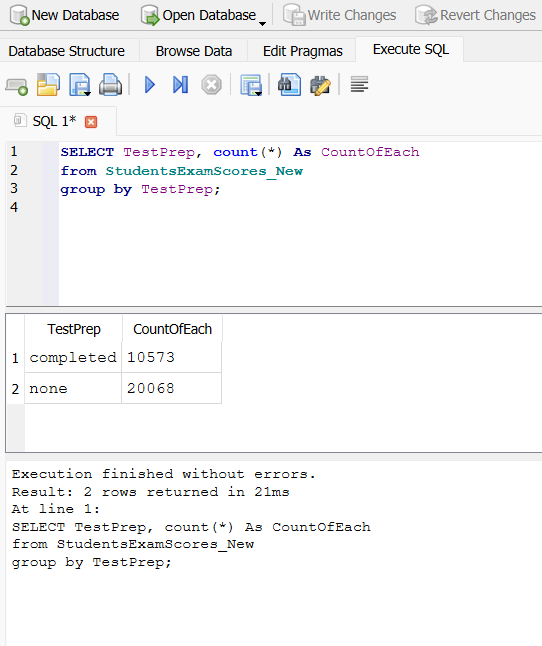 New Database Open Database Write Changes Revert Changes
Database Structure Browse Data Edit Pragmas Execute SQL
SQL 1*
1 SELECT TestPrep, count(*) As CountOfEach
2 from StudentsExamScores_New
3 group by TestPrep;
4
TestPrep CountOfEach
1 completed 10573
2 none 20068
Execution finished without errors.
Result: 2 rows returned in 21ms
At line 1:
SELECT TestPrep, count(*) As CountOfEach
from StudentsExamScores_New
group by TestPrep;